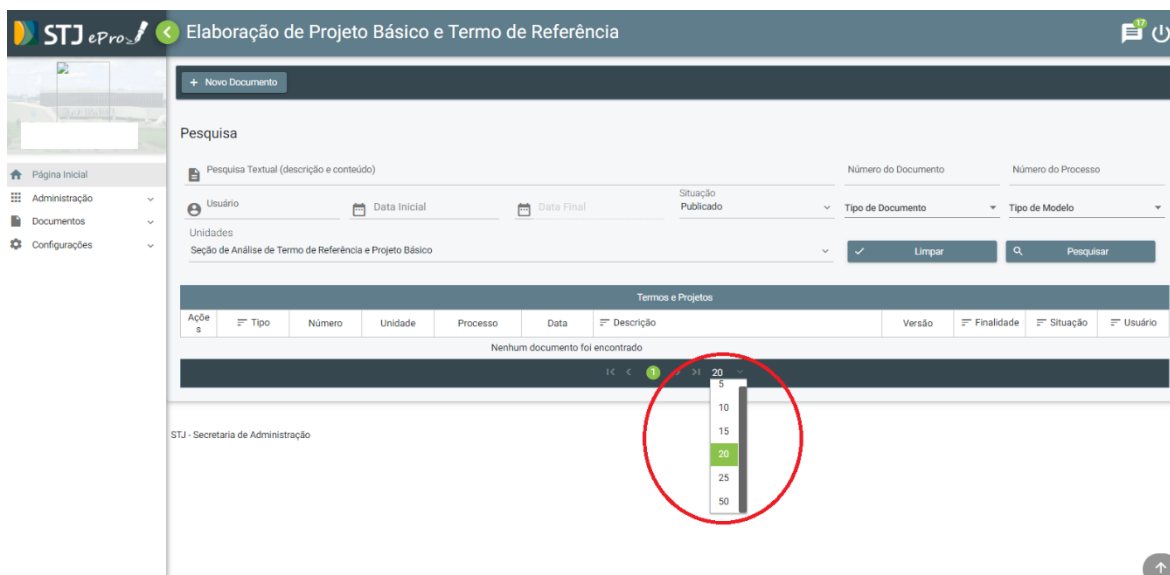 STJ ePro
Elaboração de Projeto Básico e Termo de Referência
17
+ Novo Documento
Pesquisa
Página Inicial
Administração
Documentos
Configurações
Pesquisa Textual (descrição e conteúdo)
Número do Documento
Número do Processo
Usuário
Data Inicial
Data Final
Situação
Publicado
Tipo de Documento
Tipo de Modelo
Unidades
Seção de Análise de Termo de Referência e Projeto Básico
Limpar
Pesquisar
Termos e Projetos
Açõe
s
Tipo
Número
Unidade
Processo
Data
Descrição
Versão
Finalidade
Situação
Usuário
Nenhum documento foi encontrado
1
20
5
10
15
20
25
50
STJ - Secretaria de Administração